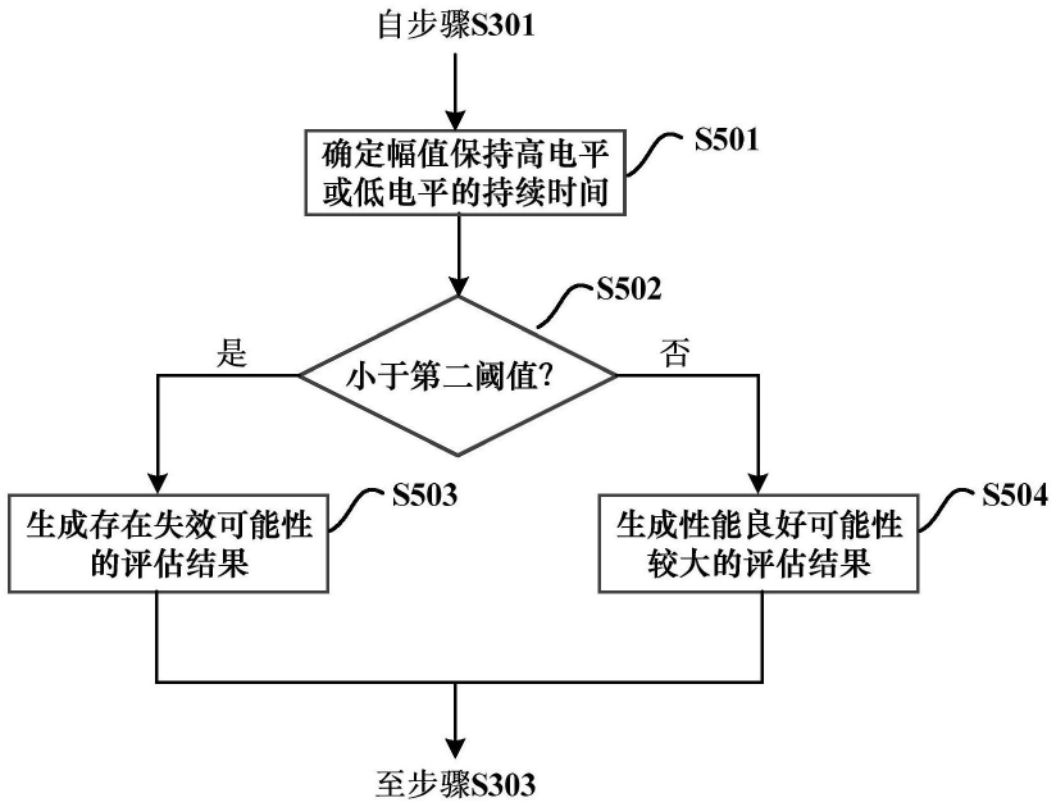 自步骤S301
确定幅值保持高电平
或低电平的持续时间
S501
S502
小于第二阈值？
是
否
生成存在失效可能性
的评估结果
S503
生成性能良好可能性
较大的评估结果
S504
至步骤S303